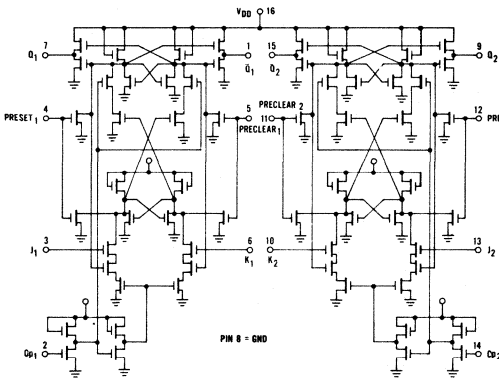 VDD 16
7 1 15 9
Q1 Q̄1 Q̄2 Q2
4 5 PRECLEAR 2 12
PRESET1 11 PRECLEAR1 PRE
3 6 10 13
J1 K1 K2 J2
PIN 8 = GND
2 14
Cp1 Cp2